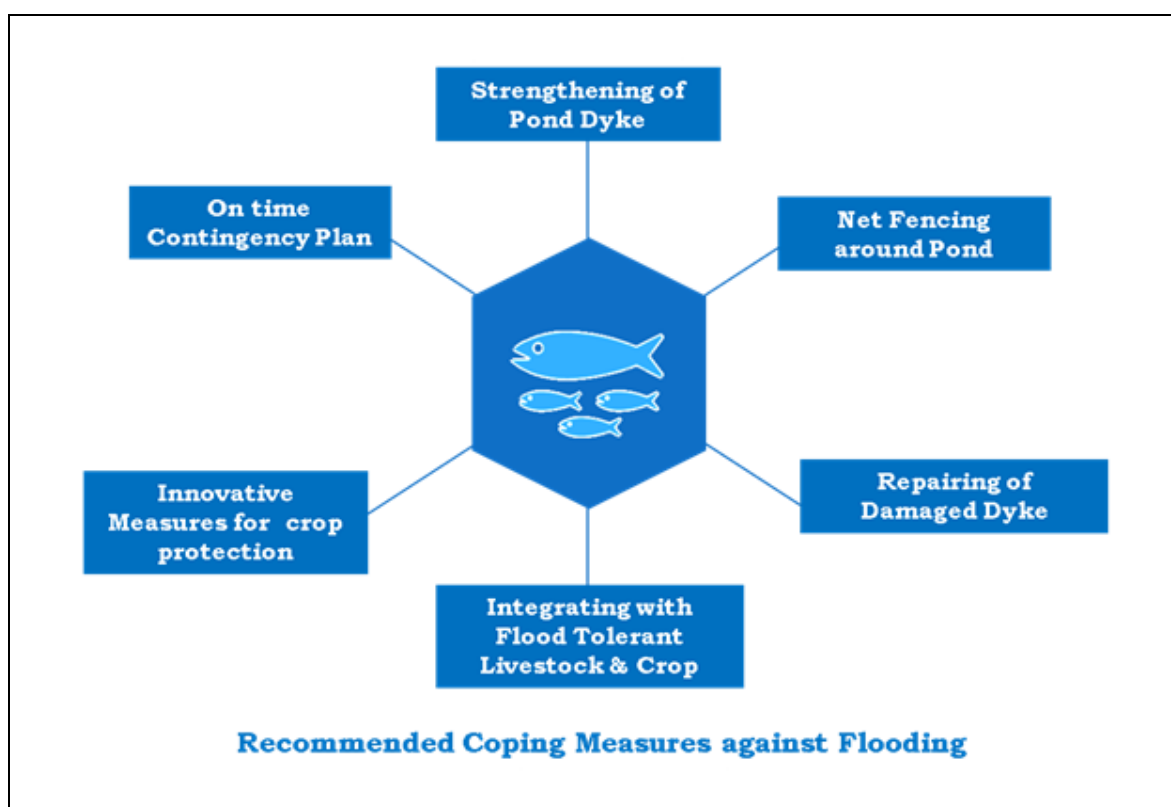 Strengthening of
Pond Dyke
On time
Contingency Plan
Net Fencing
around Pond
Innovative
Measures for crop
protection
Repairing of
Damaged Dyke
Integrating with
Flood Tolerant
Livestock & Crop
Recommended Coping Measures against Flooding